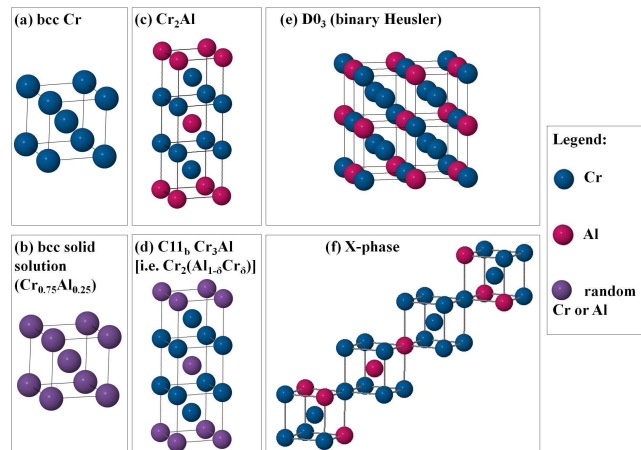 (a) bcc Cr
(c) Cr₂Al
(e) D0₃ (binary Heusler)
(b) bcc solid
solution
(Cr₀.₇₅Al₀.₂₅)
(d) C11_b Cr₃Al
[i.e. Cr₂(Al₁₋δCrδ)]
(f) X-phase
Legend:
Cr
Al
random
Cr or Al